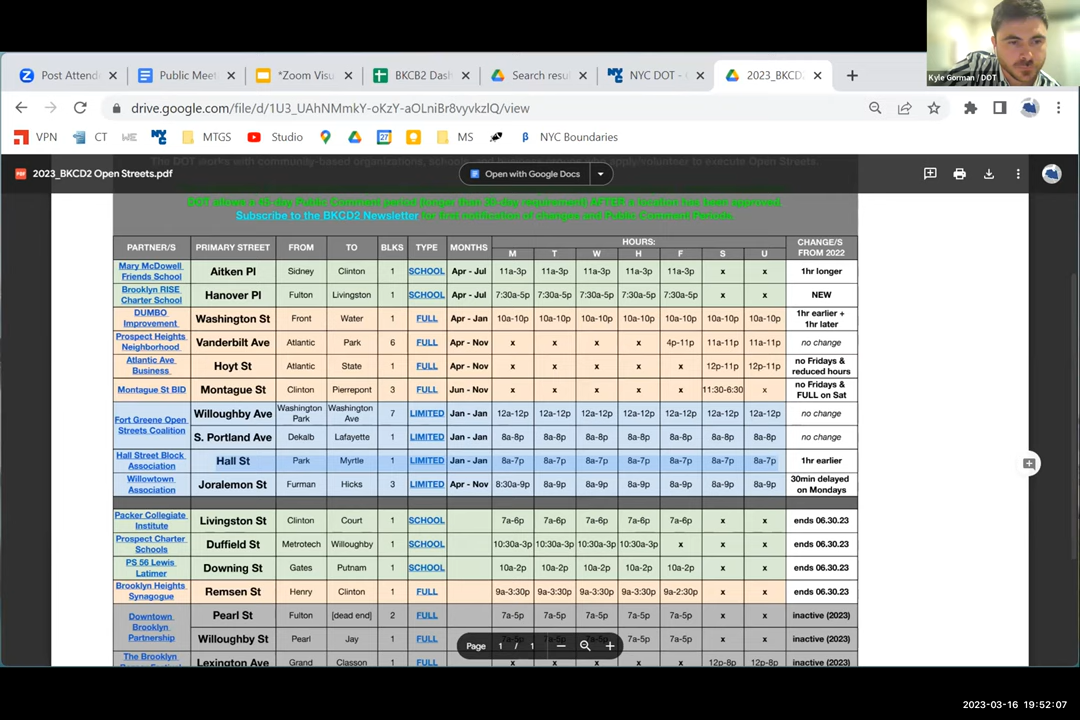 Kyle Gorman / DOT
Post Attend
Public Mee
*Zoom Visu
BKCB2 Dash
Search resu
NYC DOT -
2023_BKCD
drive.google.com/file/d/1U3_UAhNMmkY-oKzY-aOLniBr8vyvkzlQ/view
VPN CT WE MTGS Studio MS NYC Boundaries
2023_BKCD2 Open Streets.pdf
Open with Google Docs
Subscribe to the BKCD2 Newsletter for first notification of changes and Public Comment Periods.
HOURS:
PARTNER/S PRIMARY STREET FROM TO BLKS TYPE MONTHS M T W H F S U CHANGE/S FROM 2022
Mary McDowell Friends School Aitken Pl Sidney Clinton 1 SCHOOL Apr - Jul 11a-3p 11a-3p 11a-3p 11a-3p 11a-3p x x 1hr longer
Brooklyn RISE Charter School Hanover Pl Fulton Livingston 1 SCHOOL Apr - Jul 7:30a-5p 7:30a-5p 7:30a-5p 7:30a-5p 7:30a-5p x x NEW
DUMBO Improvement Washington St Front Water 1 FULL Apr - Jan 10a-10p 10a-10p 10a-10p 10a-10p 10a-10p 10a-10p 10a-10p 1hr earlier + 1hr later
Prospect Heights Neighborhood Vanderbilt Ave Atlantic Park 6 FULL Apr - Nov x x x x 4p-11p 11a-11p 11a-11p no change
Atlantic Ave Business Hoyt St Atlantic State 1 FULL Apr - Nov x x x x x 12p-11p 12p-11p no Fridays & reduced hours
Montague St BID Montague St Clinton Pierrepont 3 FULL Jun - Nov x x x x x 11:30-6:30 x no Fridays & FULL on Sat
Fort Greene Open Streets Coalition Willoughby Ave Washington Park Washington Ave 7 LIMITED Jan - Jan 12a-12p 12a-12p 12a-12p 12a-12p 12a-12p 12a-12p 12a-12p no change
S. Portland Ave Dekalb Lafayette 1 LIMITED Jan - Jan 8a-8p 8a-8p 8a-8p 8a-8p 8a-8p 8a-8p 8a-8p no change
Hall Street Block Association Hall St Park Myrtle 1 LIMITED Jan - Jan 8a-7p 8a-7p 8a-7p 8a-7p 8a-7p 8a-7p 8a-7p 1hr earlier
Willowtown Association Joralemon St Furman Hicks 3 LIMITED Apr - Nov 8:30a-9p 8a-9p 8a-9p 8a-9p 8a-9p 8a-9p 8a-9p 30min delayed on Mondays
Packer Collegiate Institute Livingston St Clinton Court 1 SCHOOL 7a-6p 7a-6p 7a-6p 7a-6p 7a-6p x x ends 06.30.23
Prospect Charter Schools Duffield St Metrotech Willoughby 1 SCHOOL 10:30a-3p 10:30a-3p 10:30a-3p 10:30a-3p x x x ends 06.30.23
PS 56 Lewis Latimer Downing St Gates Putnam 1 SCHOOL 10a-2p 10a-2p 10a-2p 10a-2p 10a-2p x x ends 06.30.23
Brooklyn Heights Synagogue Remsen St Henry Clinton 1 FULL 9a-3:30p 9a-3:30p 9a-3:30p 9a-3:30p 9a-2:30p x x ends 06.30.23
Downtown Brooklyn Partnership Pearl St Fulton [dead end] 2 FULL 7a-5p 7a-5p 7a-5p 7a-5p 7a-5p x x inactive (2023)
Willoughby St Pearl Jay 1 FULL 7a-5p 7a-5p x x inactive (2023)
The Brooklyn Lexington Ave Grand Classon 1 FULL x x x x x 12p-8p 12p-8p inactive (2023)
Page 1 / 1
2023-03-16 19:52:07